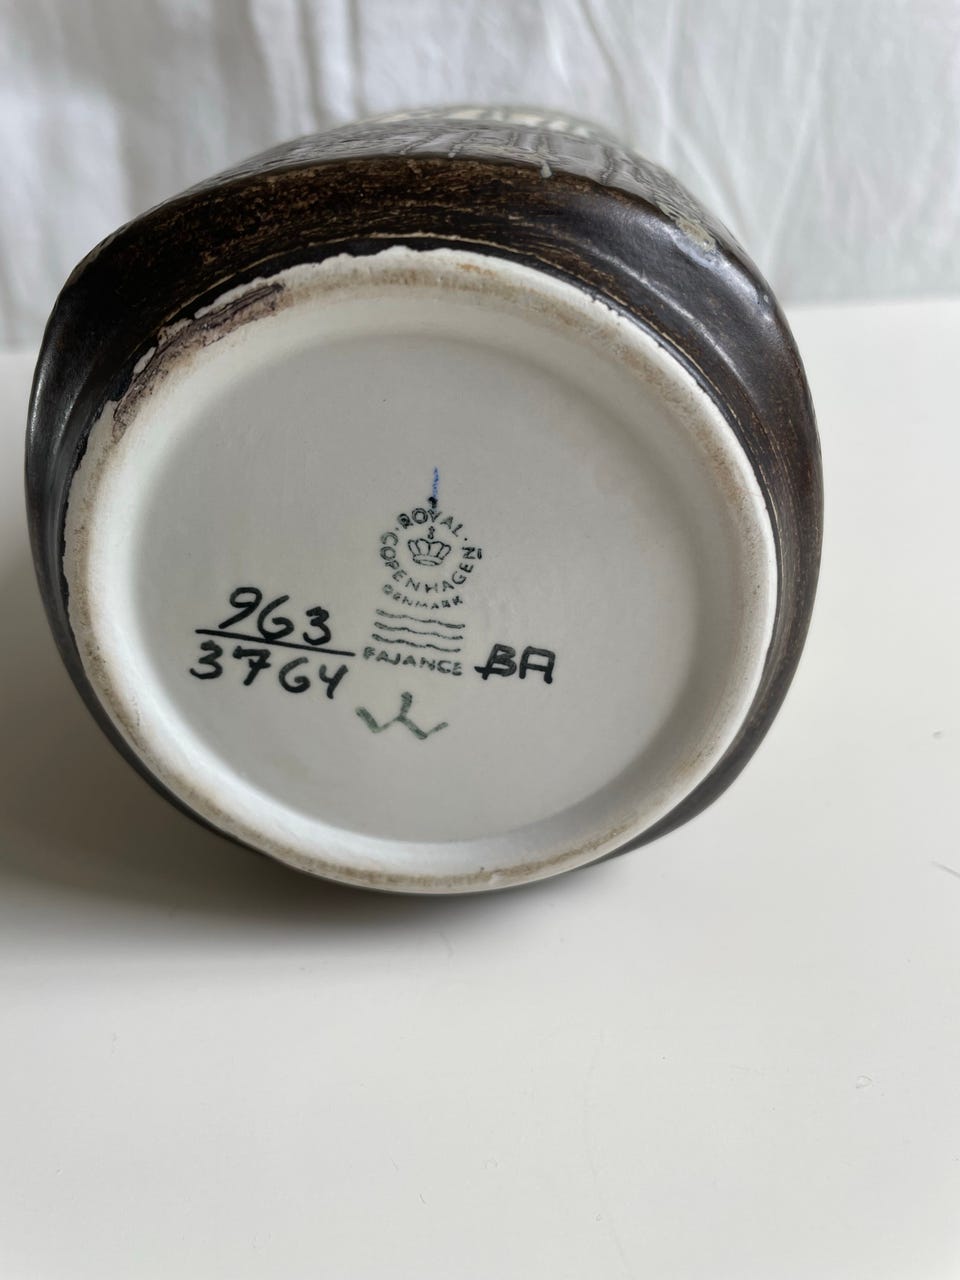 ROYAL
COPENHAGEN
DENMARK
FAJANCE
963
3764
BA